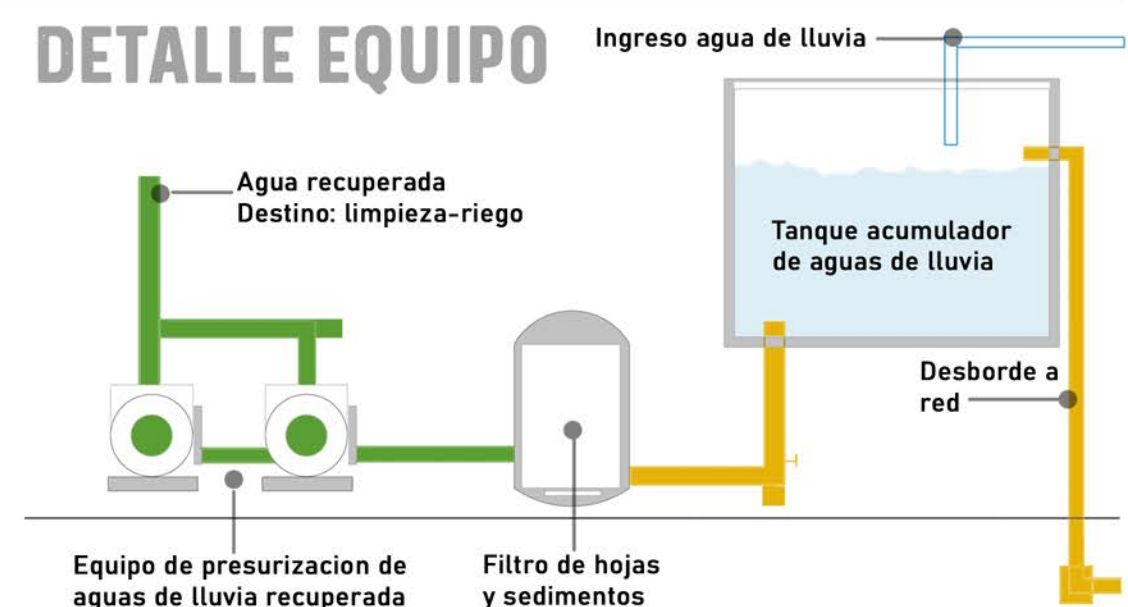 DETALLE EQUIPO
Ingreso agua de lluvia
Agua recuperada
Destino: limpieza-riego
Tanque acumulador
de aguas de lluvia
Desborde a
red
Equipo de presurizacion de
aguas de lluvia recuperada
Filtro de hojas
y sedimentos